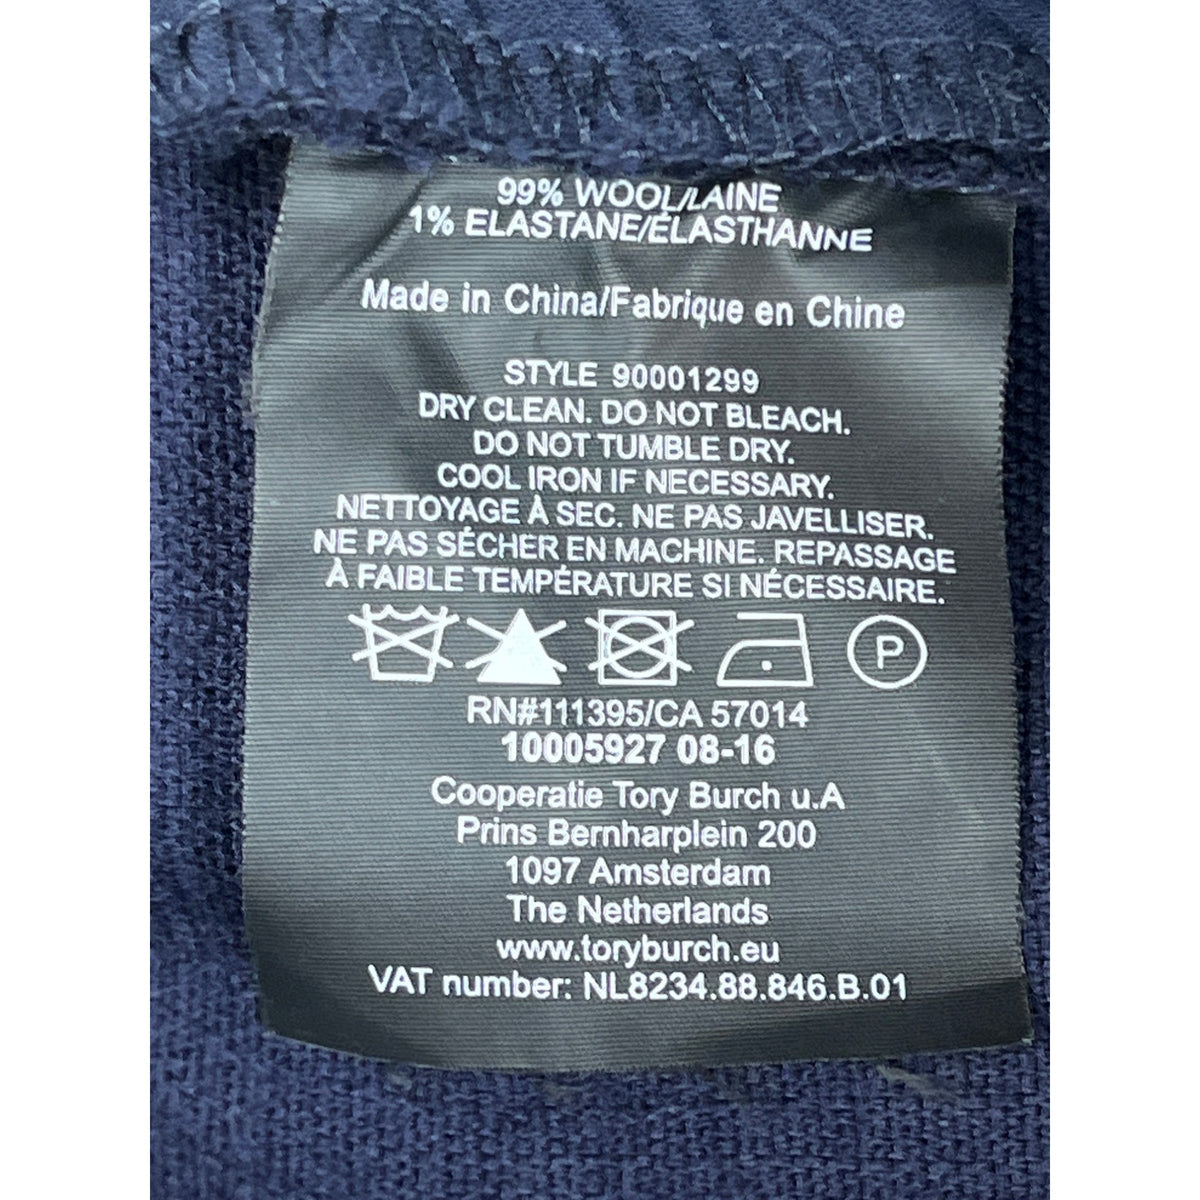 99% WOOL/LAINE
1% ELASTANE/ÉLASTHANNE
Made in China/Fabrique en Chine
STYLE 90001299
DRY CLEAN. DO NOT BLEACH.
DO NOT TUMBLE DRY.
COOL IRON IF NECESSARY.
NETTOYAGE À SEC. NE PAS JAVELLISER.
NE PAS SÉCHER EN MACHINE. REPASSAGE
À FAIBLE TEMPÉRATURE SI NÉCESSAIRE.
P
RN#111395/CA 57014
10005927 08-16
Cooperatie Tory Burch u.A
Prins Bernharplein 200
1097 Amsterdam
The Netherlands
www.toryburch.eu
VAT number: NL8234.88.846.B.01